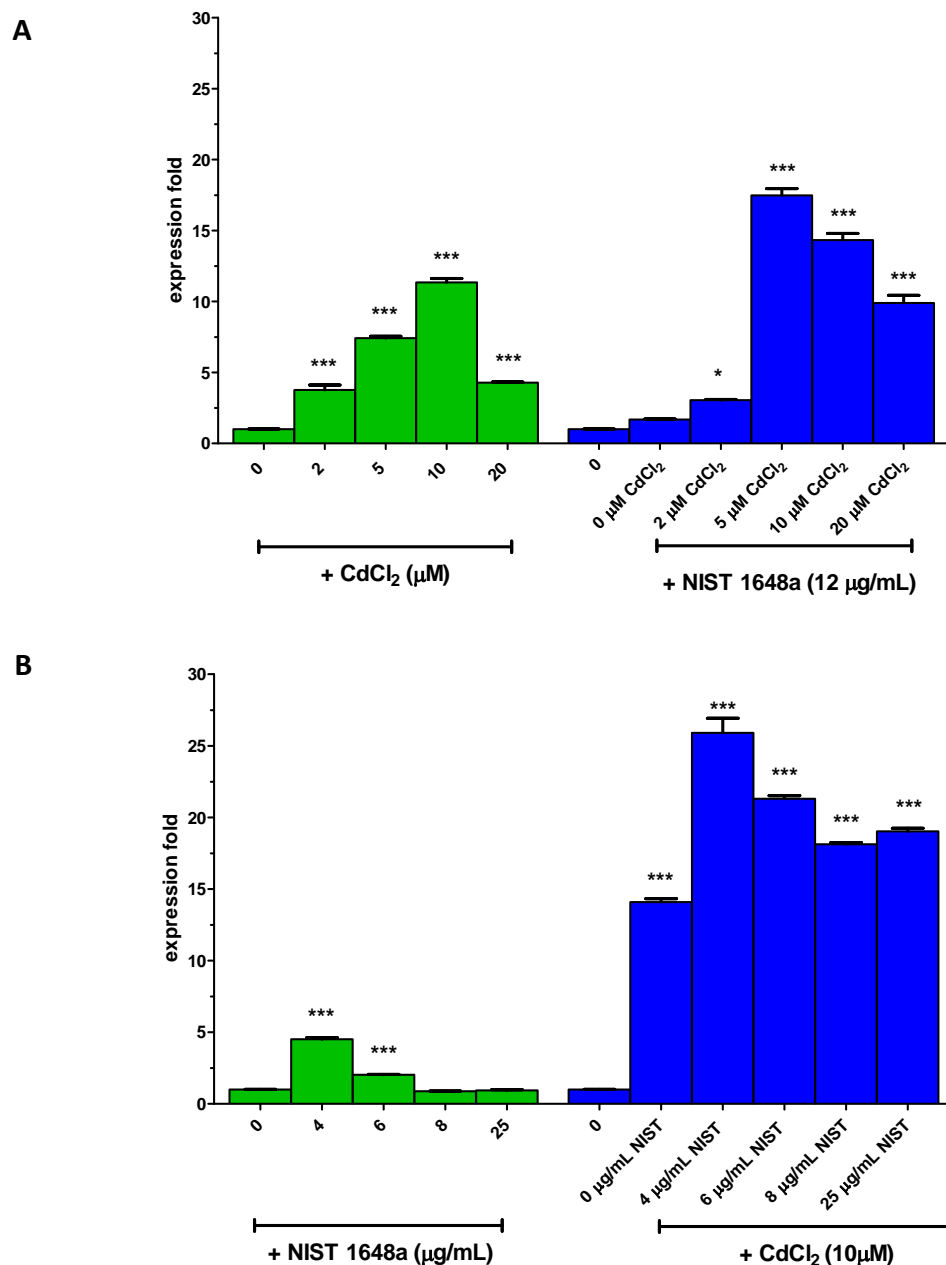 A
30
25
20
15
10
5
0
expression fold
***
***
***
***
*
***
***
***
0
2
5
10
20
0
0 μM CdCl₂
2 μM CdCl₂
5 μM CdCl₂
10 μM CdCl₂
20 μM CdCl₂
+ CdCl₂ (μM)
+ NIST 1648a (12 μg/mL)
B
30
25
20
15
10
5
0
expression fold
***
***
***
***
***
***
***
0
4
6
8
25
0
0 μg/mL NIST
4 μg/mL NIST
6 μg/mL NIST
8 μg/mL NIST
25 μg/mL NIST
+ NIST 1648a (μg/mL)
+ CdCl₂ (10μM)